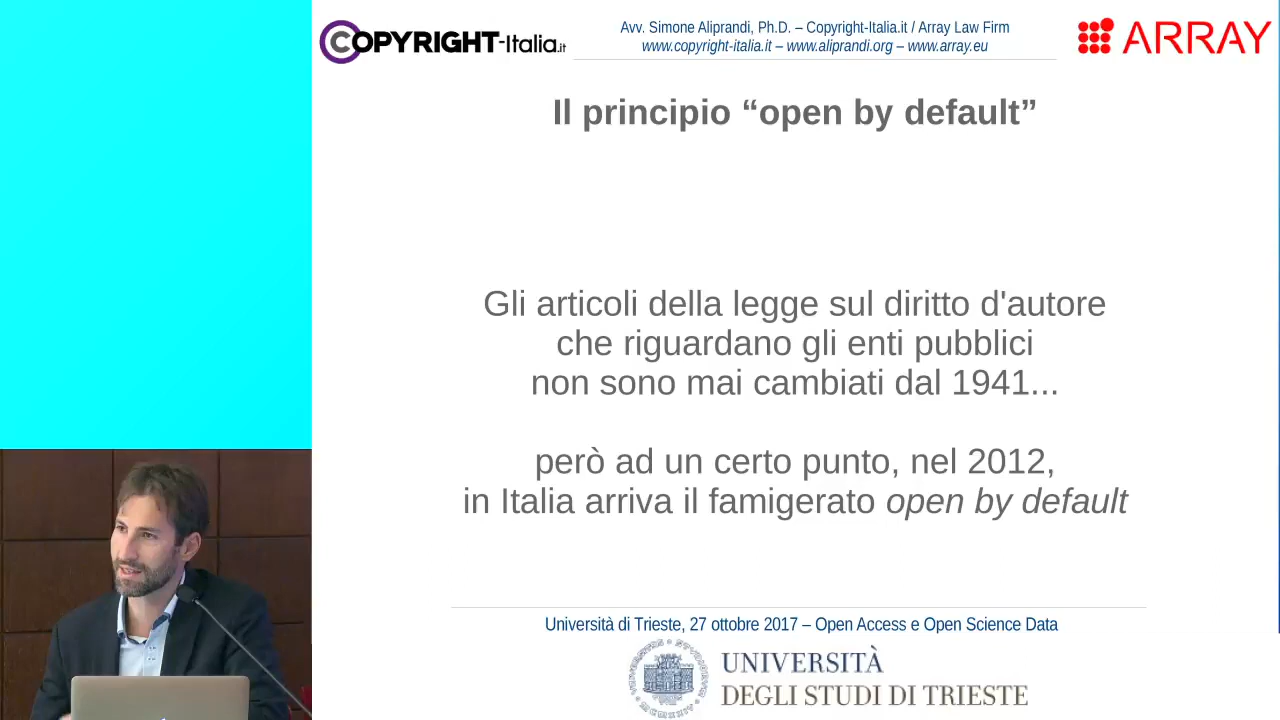 COPYRIGHT-Italia.it
Avv. Simone Aliprandi, Ph.D. – Copyright-Italia.it / Array Law Firm
www.copyright-italia.it – www.aliprandi.org – www.array.eu
ARRAY
Il principio “open by default”
Gli articoli della legge sul diritto d'autore
che riguardano gli enti pubblici
non sono mai cambiati dal 1941...
però ad un certo punto, nel 2012,
in Italia arriva il famigerato open by default
Università di Trieste, 27 ottobre 2017 – Open Access e Open Science Data
UNIVERSITÀ
DEGLI STUDI DI TRIESTE